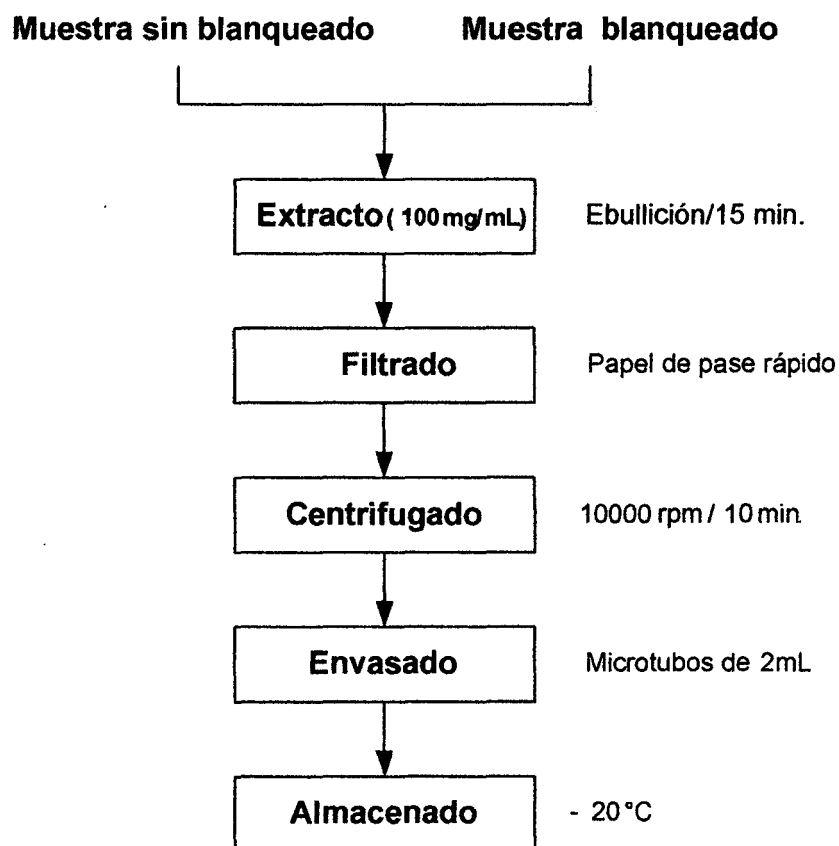 Muestra sin blanqueado Muestra blanqueado
Extracto ( 100 mg/mL) Ebullición/15 min.
Filtrado Papel de pase rápido
Centrifugado 10000 rpm / 10 min
Envasado Microtubos de 2mL
Almacenado - 20°C